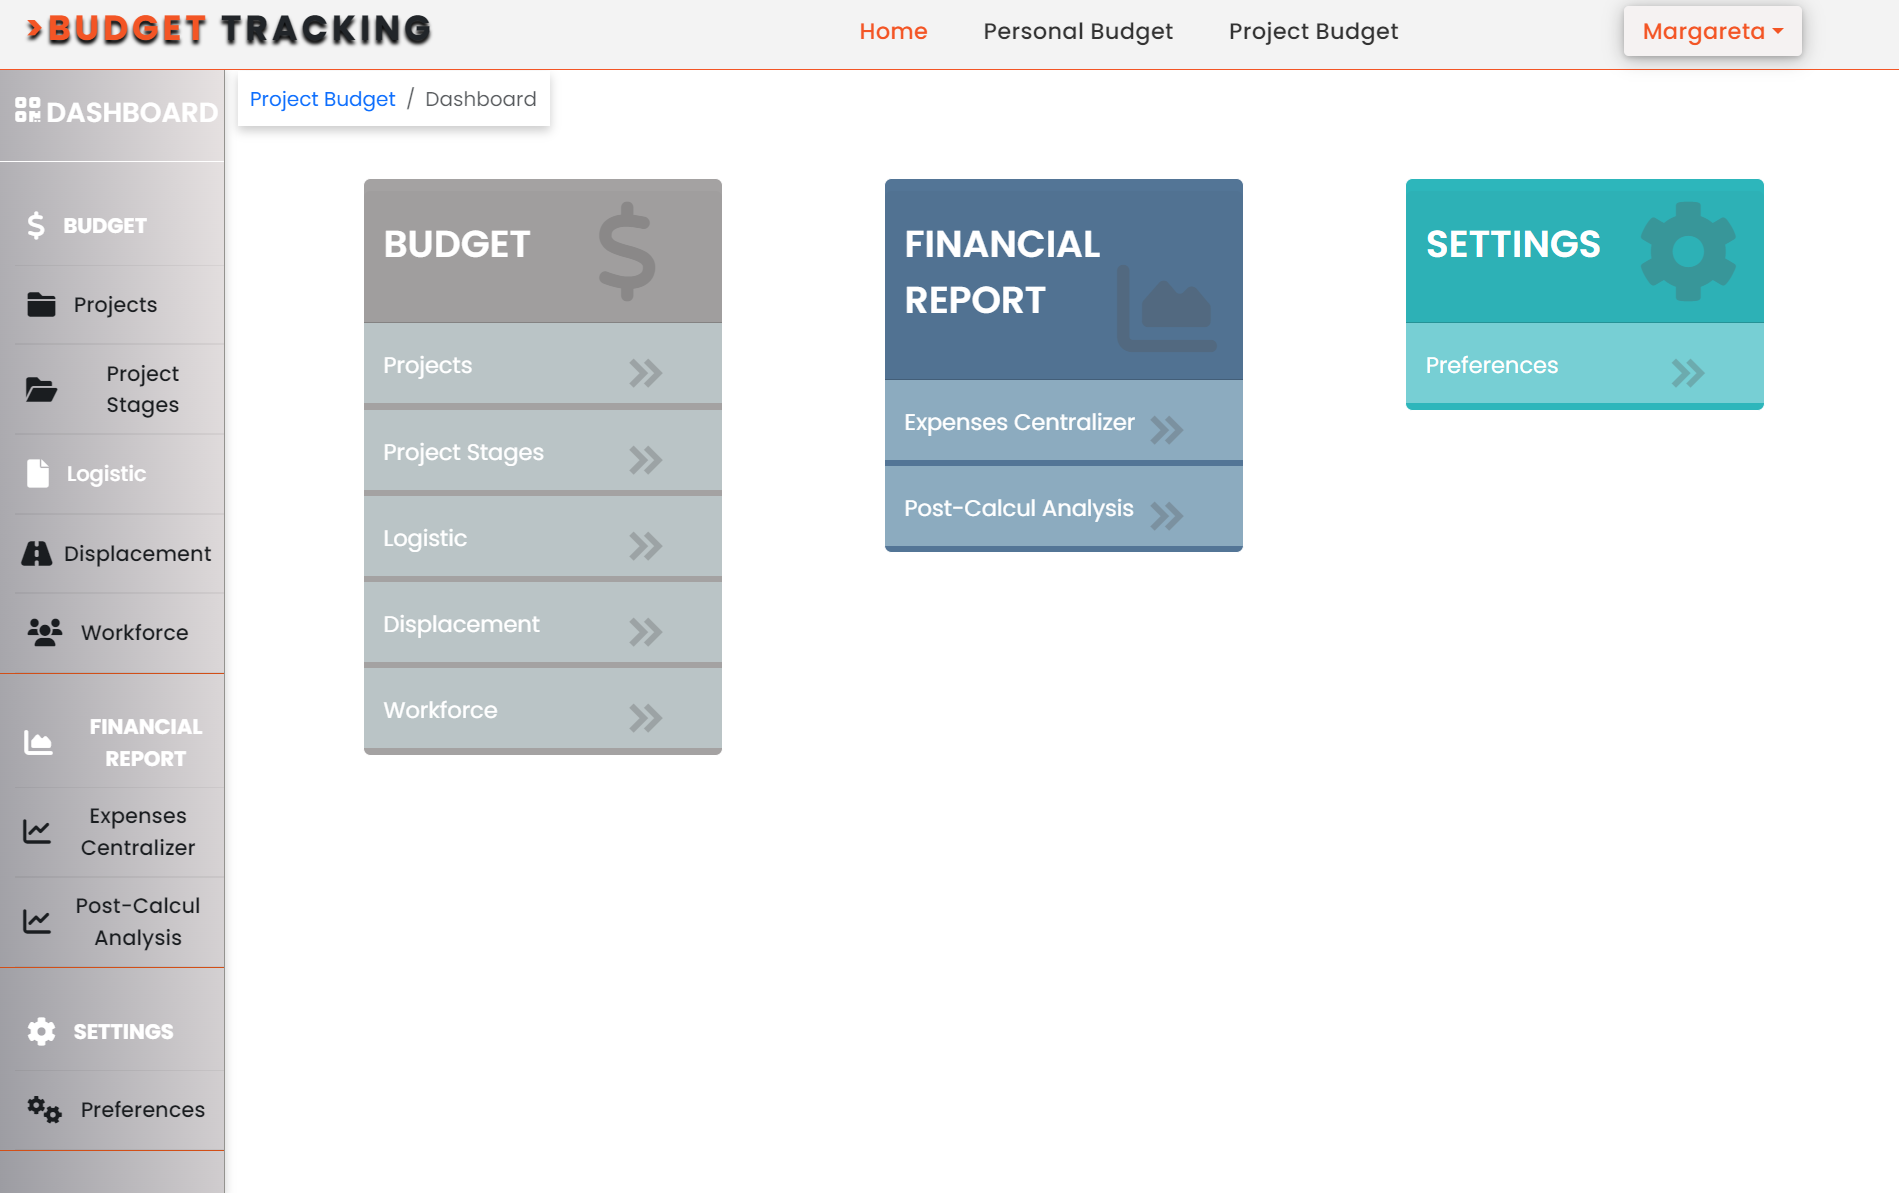 >BUDGET TRACKING
Home
Personal Budget
Project Budget
Margareta
DASHBOARD
BUDGET
Projects
Project
Stages
Logistic
Displacement
Workforce
FINANCIAL
REPORT
Expenses
Centralizer
Post-Calcul
Analysis
SETTINGS
Preferences
Project Budget / Dashboard
BUDGET
Projects
Project Stages
Logistic
Displacement
Workforce
FINANCIAL
REPORT
Expenses Centralizer
Post-Calcul Analysis
SETTINGS
Preferences